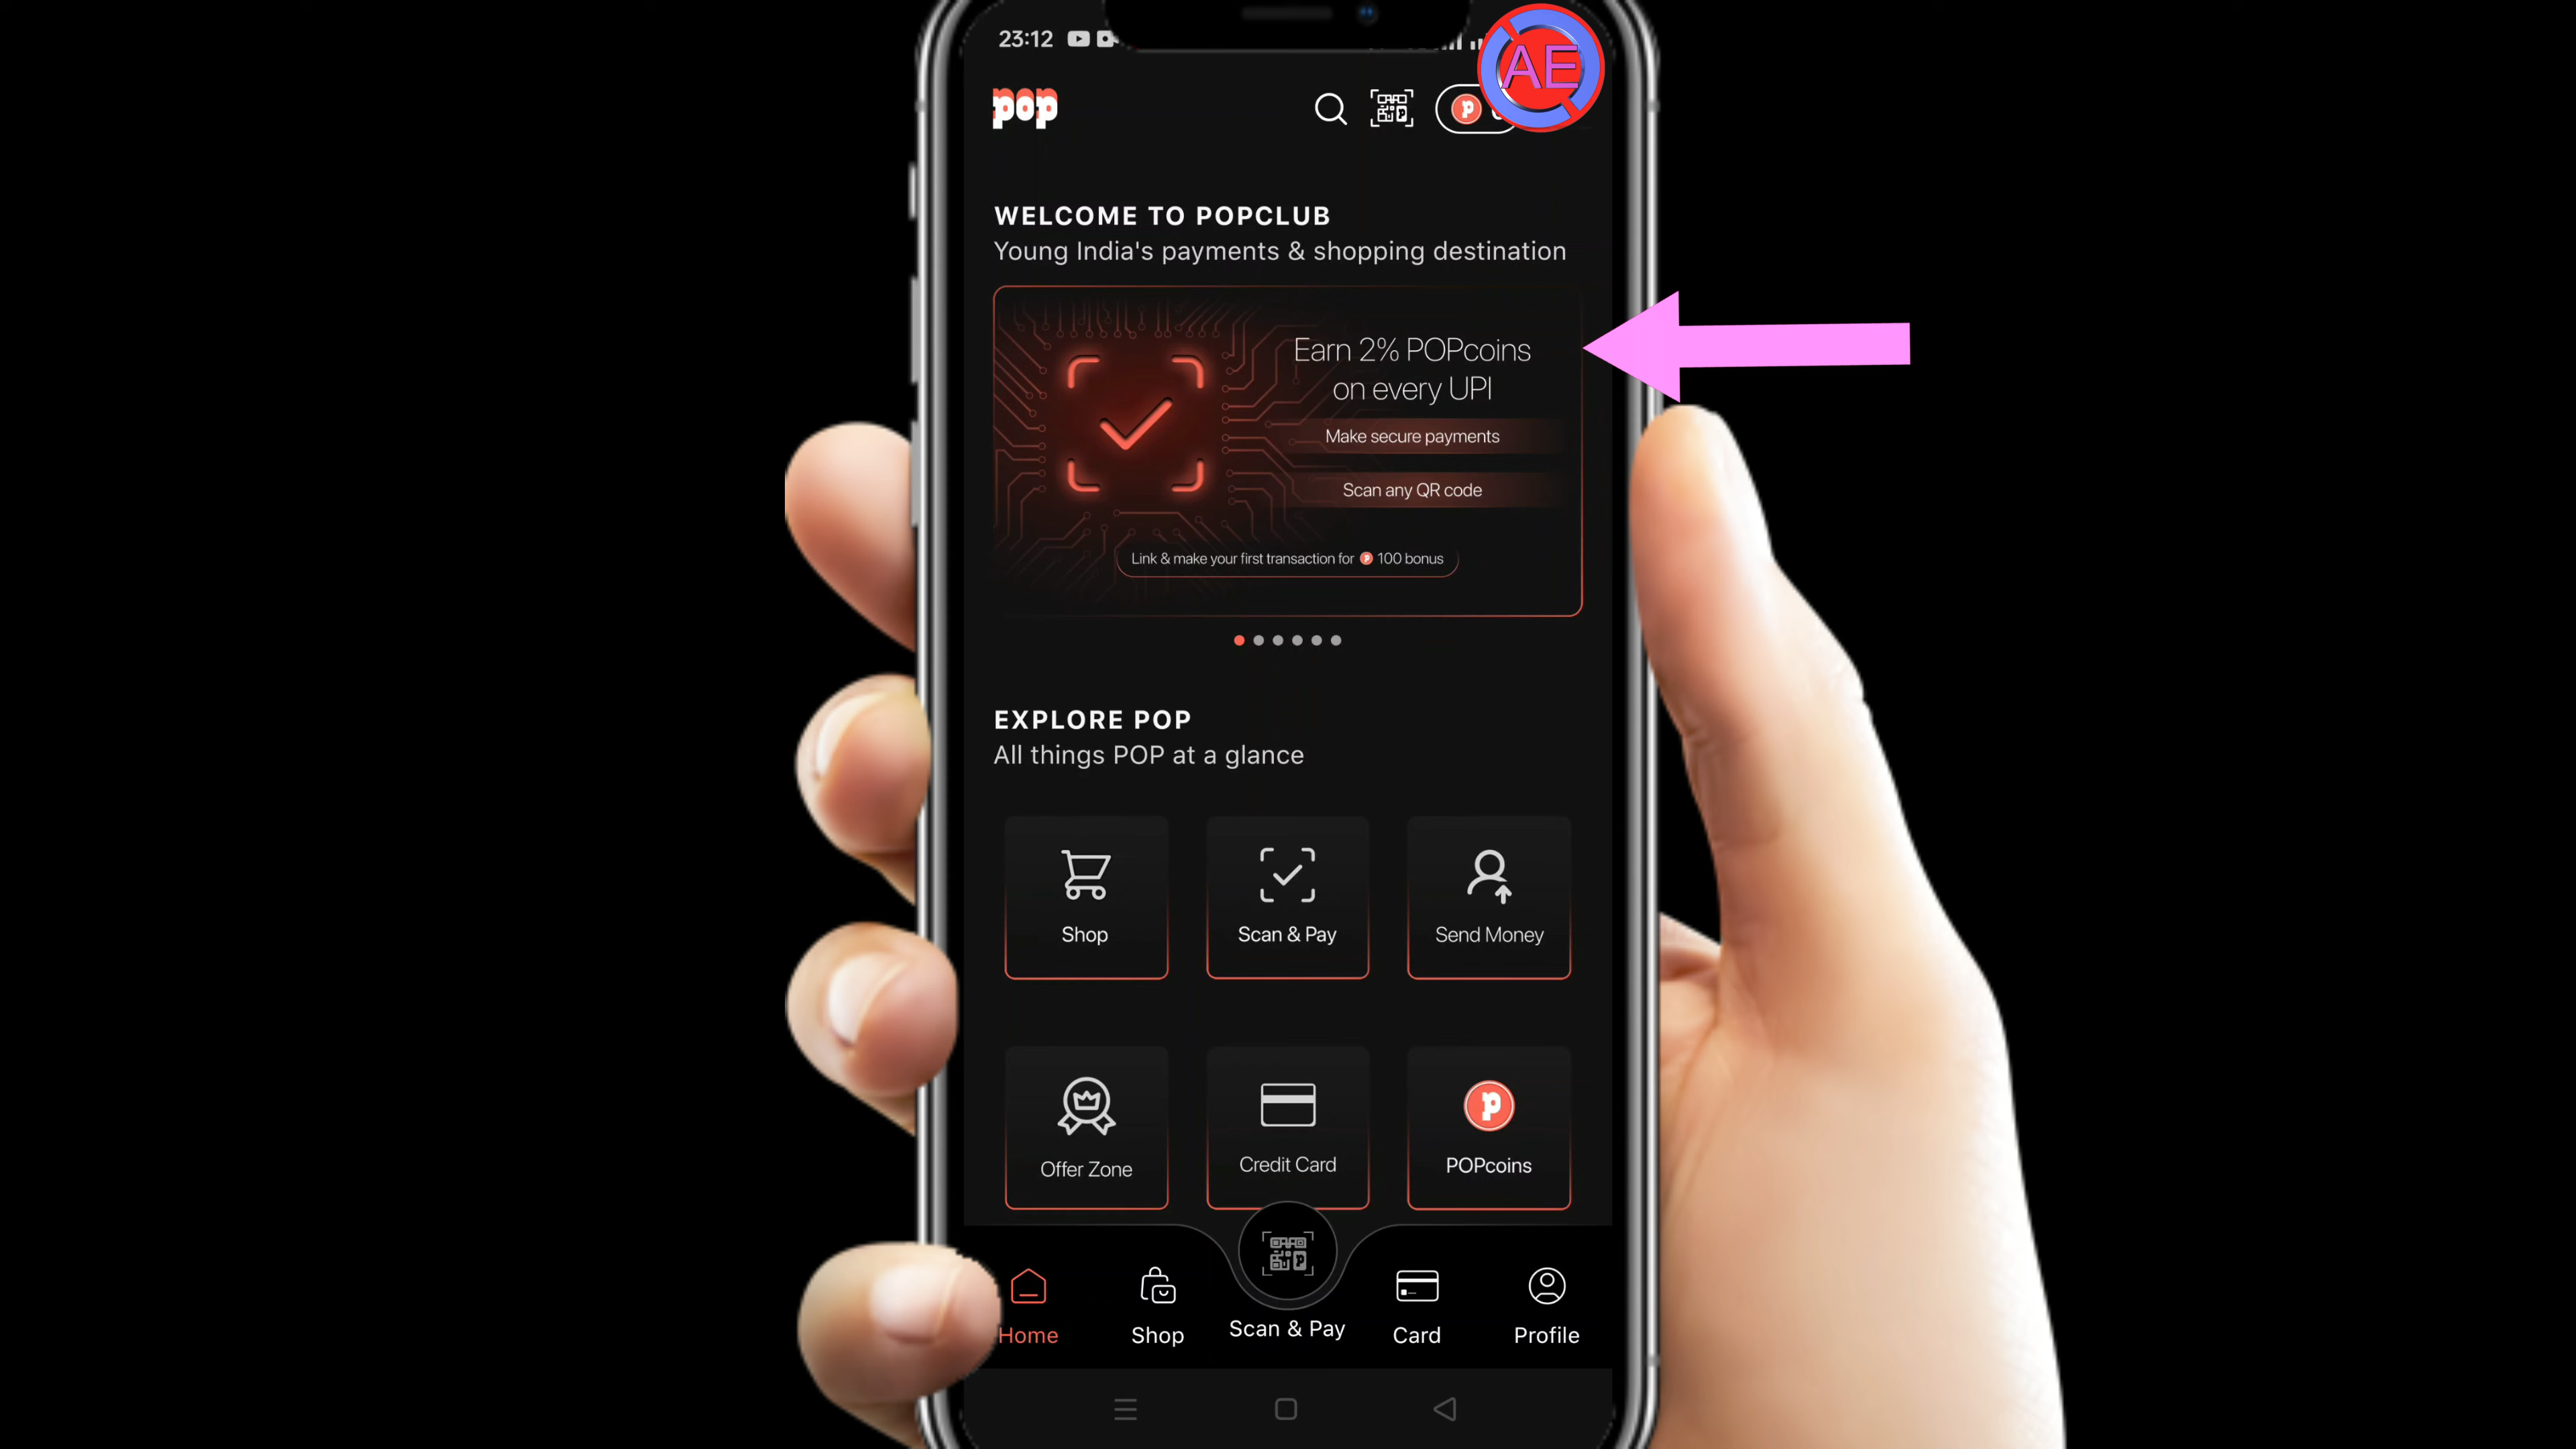 23:12
AE
pop
WELCOME TO POPCLUB
Young India's payments & shopping destination
Earn 2% POPcoins
on every UPI
Make secure payments
Scan any QR code
Link & make your first transaction for P 100 bonus
EXPLORE POP
All things POP at a glance
Shop
Scan & Pay
Send Money
Offer Zone
Credit Card
POPcoins
Home
Shop
Scan & Pay
Card
Profile